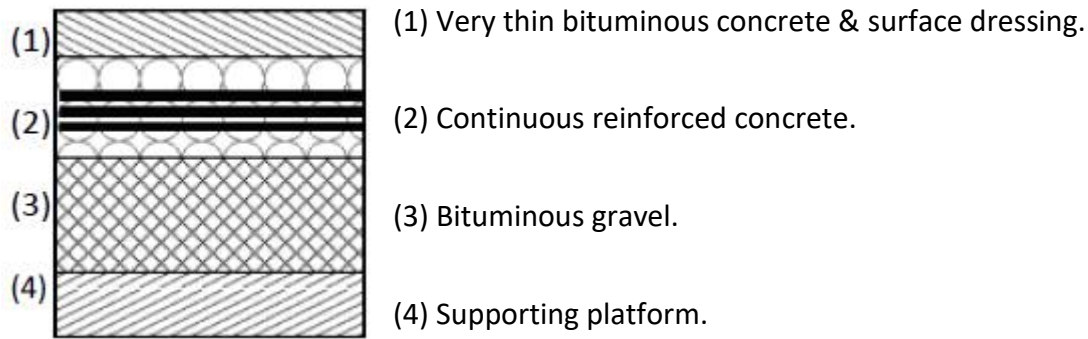 (1) (1) Very thin bituminous concrete & surface dressing.
(2) (2) Continuous reinforced concrete.
(3) (3) Bituminous gravel.
(4) (4) Supporting platform.